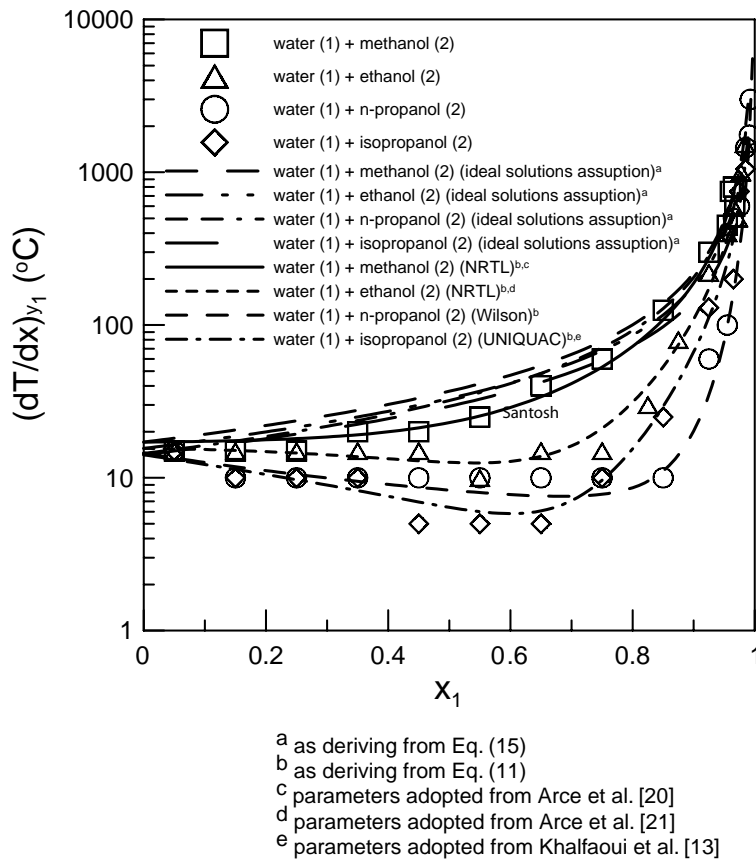 10000
1000
100
10
1
(dT/dx)y1 (oC)
water (1) + methanol (2)
water (1) + ethanol (2)
water (1) + n-propanol (2)
water (1) + isopropanol (2)
water (1) + methanol (2) (ideal solutions assuption)a
water (1) + ethanol (2) (ideal solutions assuption)a
water (1) + n-propanol (2) (ideal solutions assuption)a
water (1) + isopropanol (2) (ideal solutions assuption)a
water (1) + methanol (2) (NRTL)b,c
water (1) + ethanol (2) (NRTL)b,d
water (1) + n-propanol (2) (Wilson)b
water (1) + isopropanol (2) (UNIQUAC)b,e
Santosh
0 0.2 0.4 0.6 0.8 1
x1
a as deriving from Eq. (15)
b as deriving from Eq. (11)
c parameters adopted from Arce et al. [20]
d parameters adopted from Arce et al. [21]
e parameters adopted from Khalfaoui et al. [13]